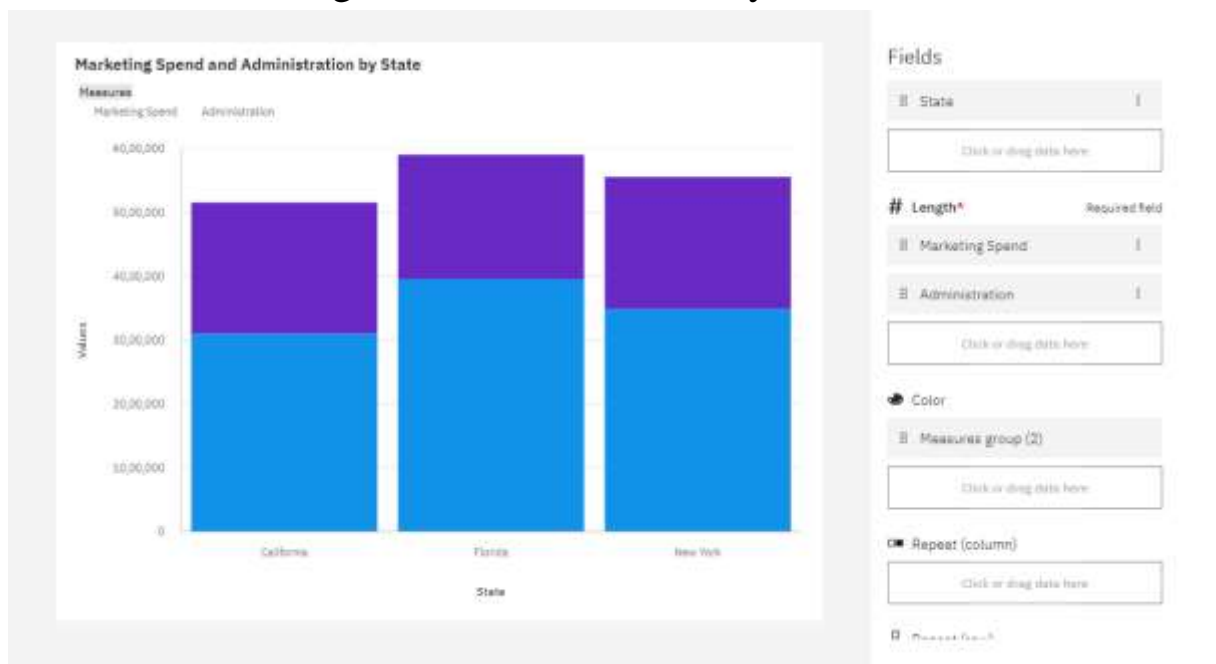 Marketing Spend and Administration by State
Measures
Marketing Spend Administration
60,00,000
50,00,000
40,00,000
30,00,000
20,00,000
10,00,000
0
Values
California Florida New York
State
Fields
State
Click or drag data here
# Length* Required field
Marketing Spend
Administration
Click or drag data here
Color
Measures group (2)
Click or drag data here
Repeat (column)
Click or drag data here